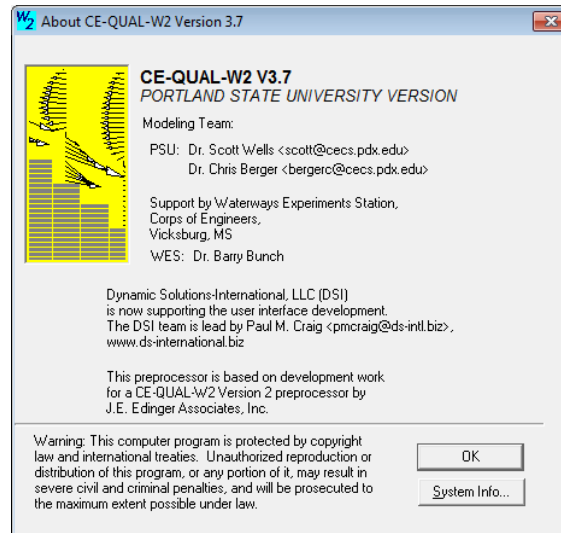 W2 About CE-QUAL-W2 Version 3.7
CE-QUAL-W2 V3.7
PORTLAND STATE UNIVERSITY VERSION
Modeling Team:
PSU: Dr. Scott Wells <scott@cecs.pdx.edu>
Dr. Chris Berger <bergerc@cecs.pdx.edu>
Support by Waterways Experiments Station,
Corps of Engineers,
Vicksburg, MS
WES: Dr. Barry Bunch
Dynamic Solutions-International, LLC (DSI)
is now supporting the user interface development.
The DSI team is lead by Paul M. Craig <pmcraig@ds-intl.biz>,
www.ds-international.biz
This preprocessor is based on development work
for a CE-QUAL-W2 Version 2 preprocessor by
J.E. Edinger Associates, Inc.
Warning: This computer program is protected by copyright
law and international treaties. Unauthorized reproduction or
distribution of this program, or any portion of it, may result in
severe civil and criminal penalties, and will be prosecuted to
the maximum extent possible under law.
OK
System Info...